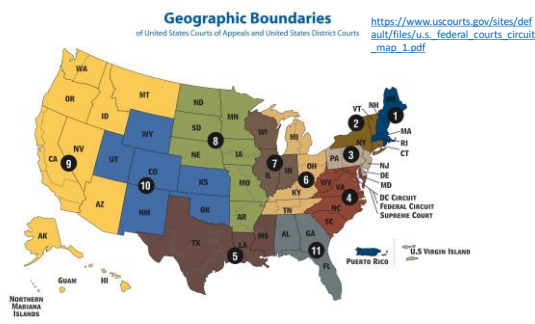 Geographic Boundaries
of United States Courts of Appeals and United States District Courts
https://www.uscourts.gov/sites/def
ault/files/u.s._federal_courts_circuit
_map_1.pdf
WA
OR
MT
ID
NV
CA
9
AZ
AK
HI
GUAM
NORTHERN
MARIANA
ISLANDS
WY
UT
CO
10
KS
NM
OK
ND
MN
SD
8
NE
IA
MO
AR
WI
7
IL
IN
MI
OH
6
KY
TN
TX
LA
MS
5
AL
GA
11
FL
WV
VA
4
NC
SC
PA
3
NJ
DE
MD
DC CIRCUIT
FEDERAL CIRCUIT
SUPREME COURT
VT
NH
2
NY
ME
1
MA
RI
CT
PUERTO RICO
U.S VIRGIN ISLAND